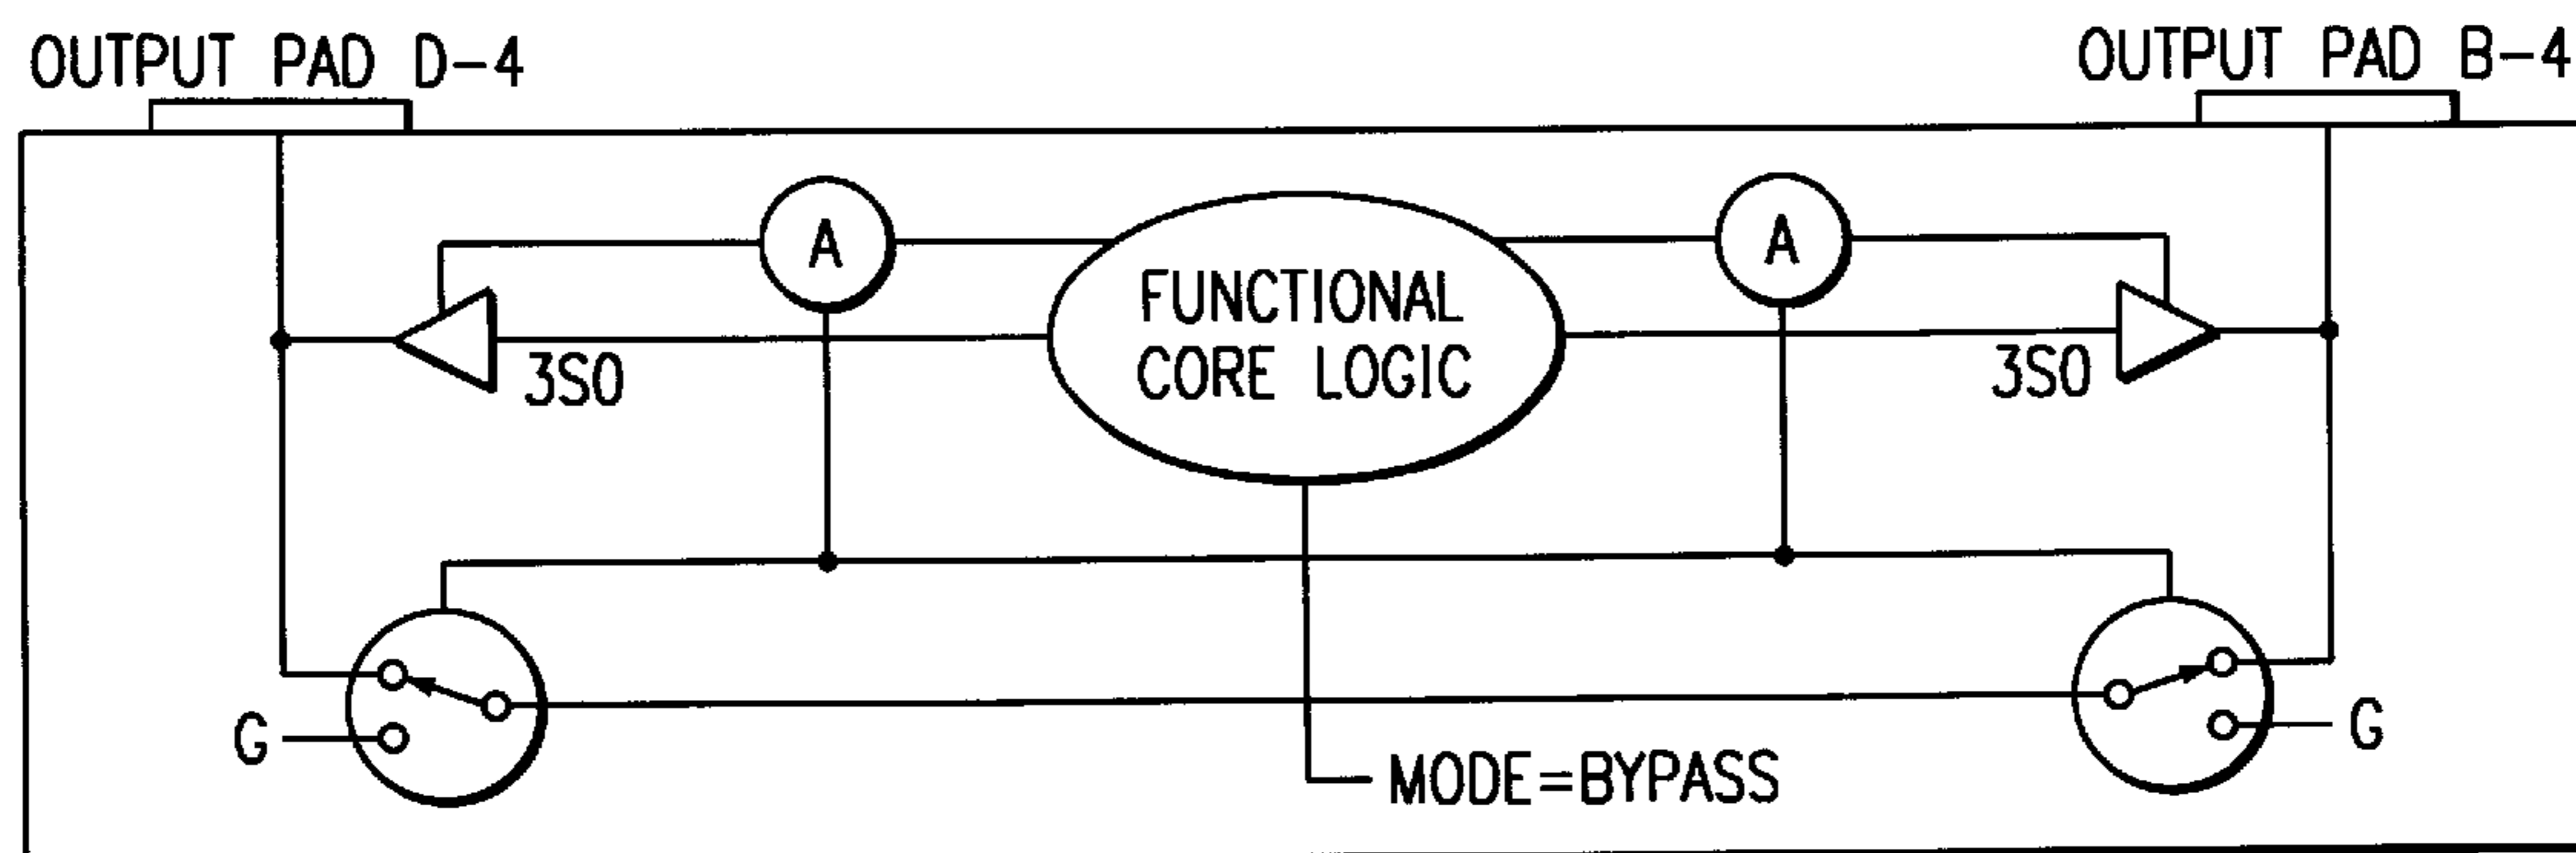 OUTPUT PAD D-4
OUTPUT PAD B-4
A
A
FUNCTIONAL
CORE LOGIC
3SO
3SO
G
G
MODE=BYPASS